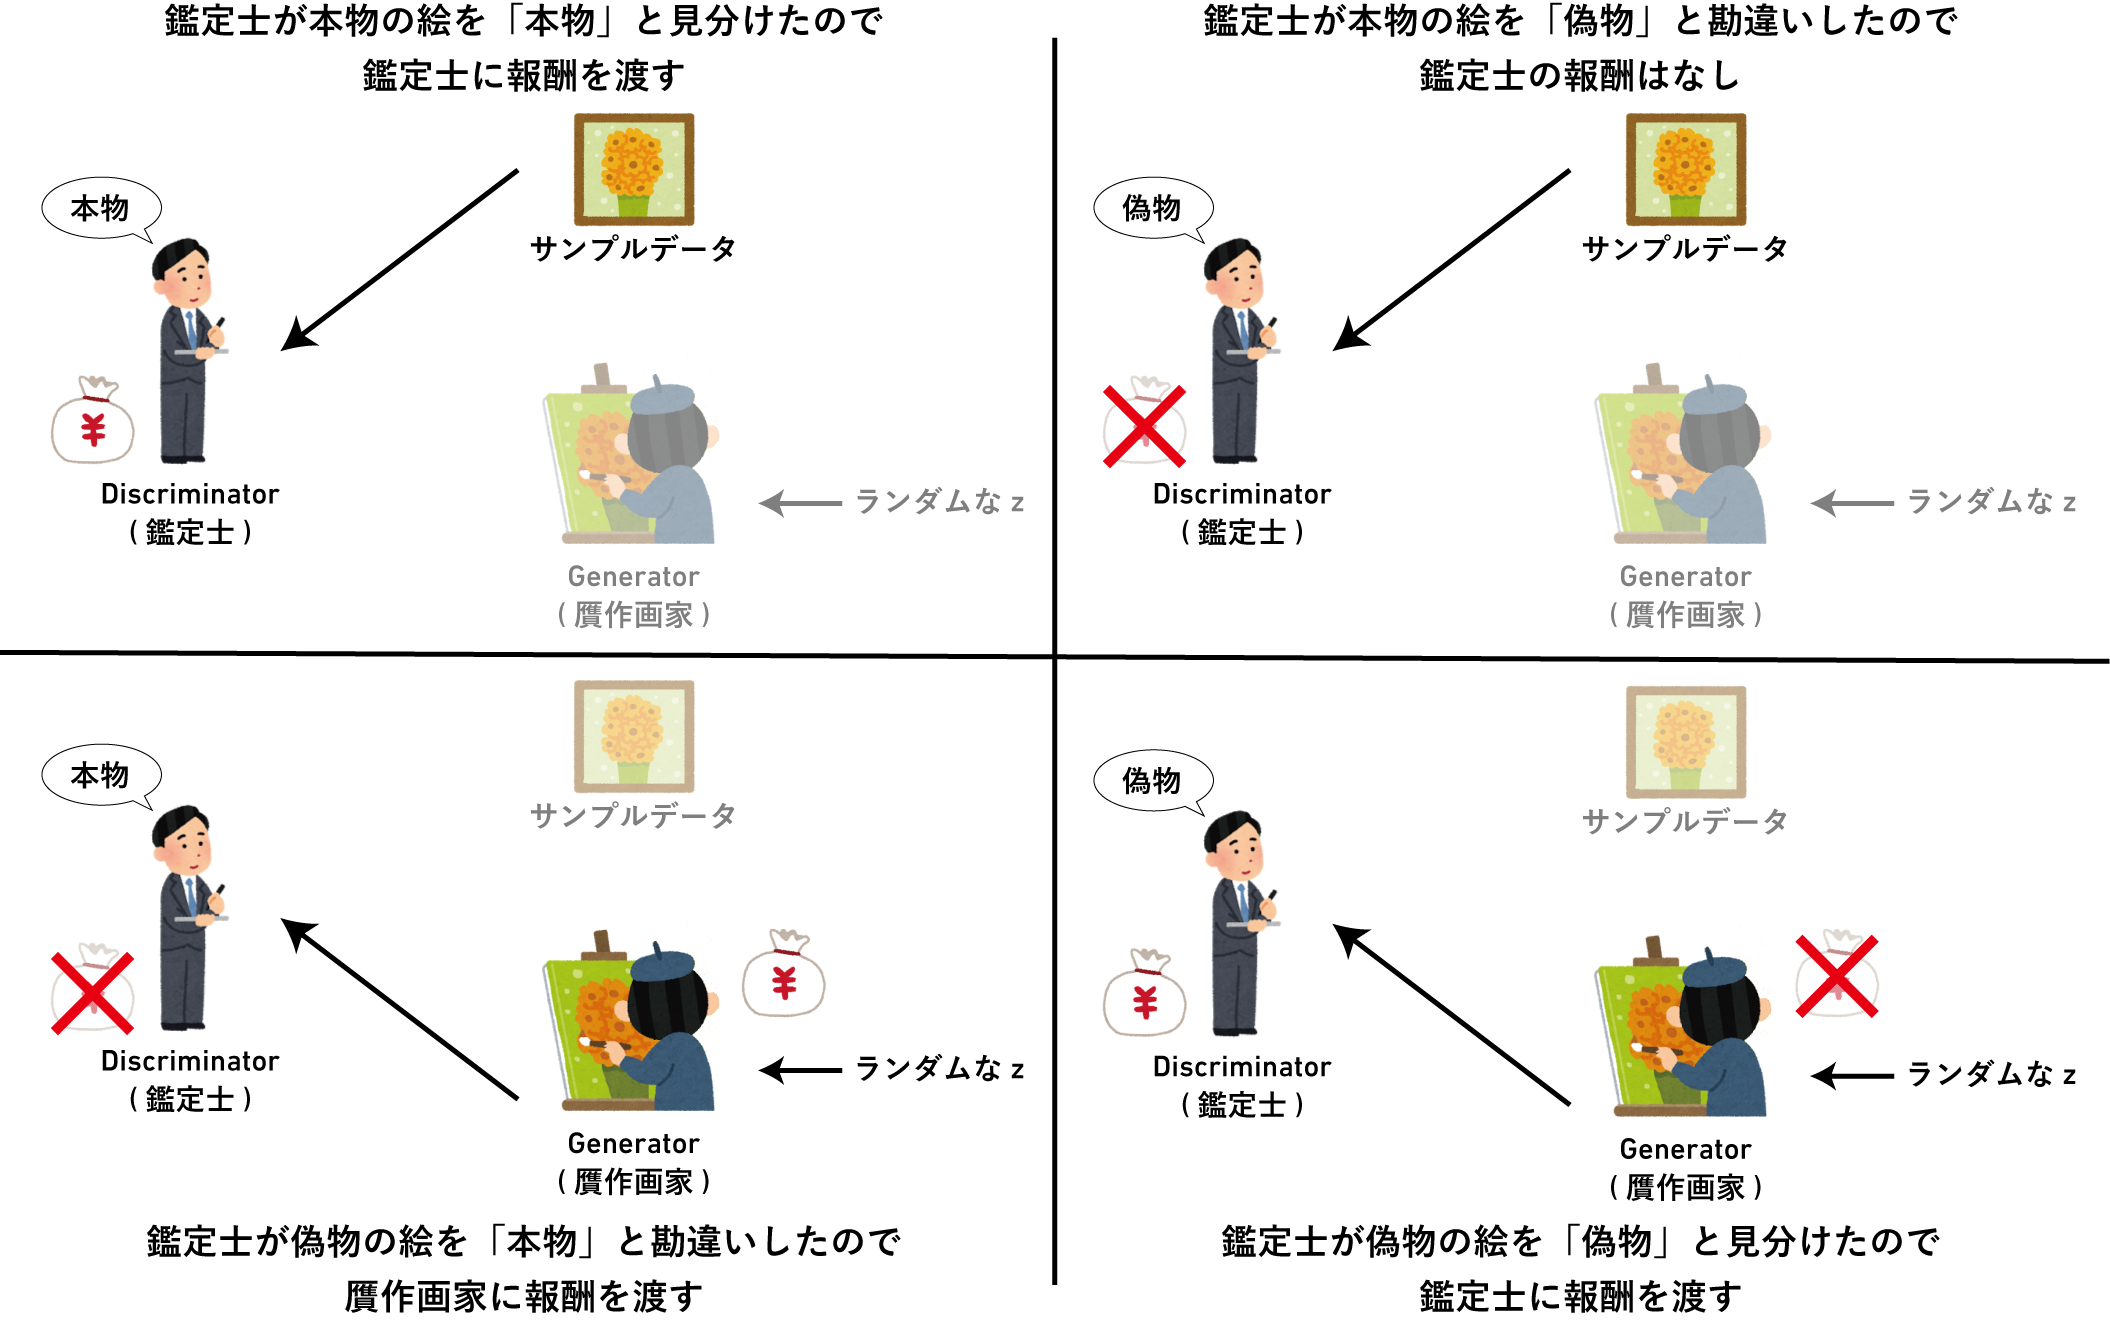 鑑定士が本物の絵を「本物」と見分けたので
鑑定士に報酬を渡す
本物
サンプルデータ
¥
Discriminator
(鑑定士)
ランダムな z
Generator
(贋作画家)
鑑定士が本物の絵を「偽物」と勘違いしたので
鑑定士の報酬はなし
偽物
サンプルデータ
Discriminator
(鑑定士)
ランダムな z
Generator
(贋作画家)
サンプルデータ
本物
¥
Discriminator
(鑑定士)
ランダムな z
Generator
(贋作画家)
鑑定士が偽物の絵を「本物」と勘違いしたので
贋作画家に報酬を渡す
サンプルデータ
偽物
¥
Discriminator
(鑑定士)
ランダムな z
Generator
(贋作画家)
鑑定士が偽物の絵を「偽物」と見分けたので
鑑定士に報酬を渡す